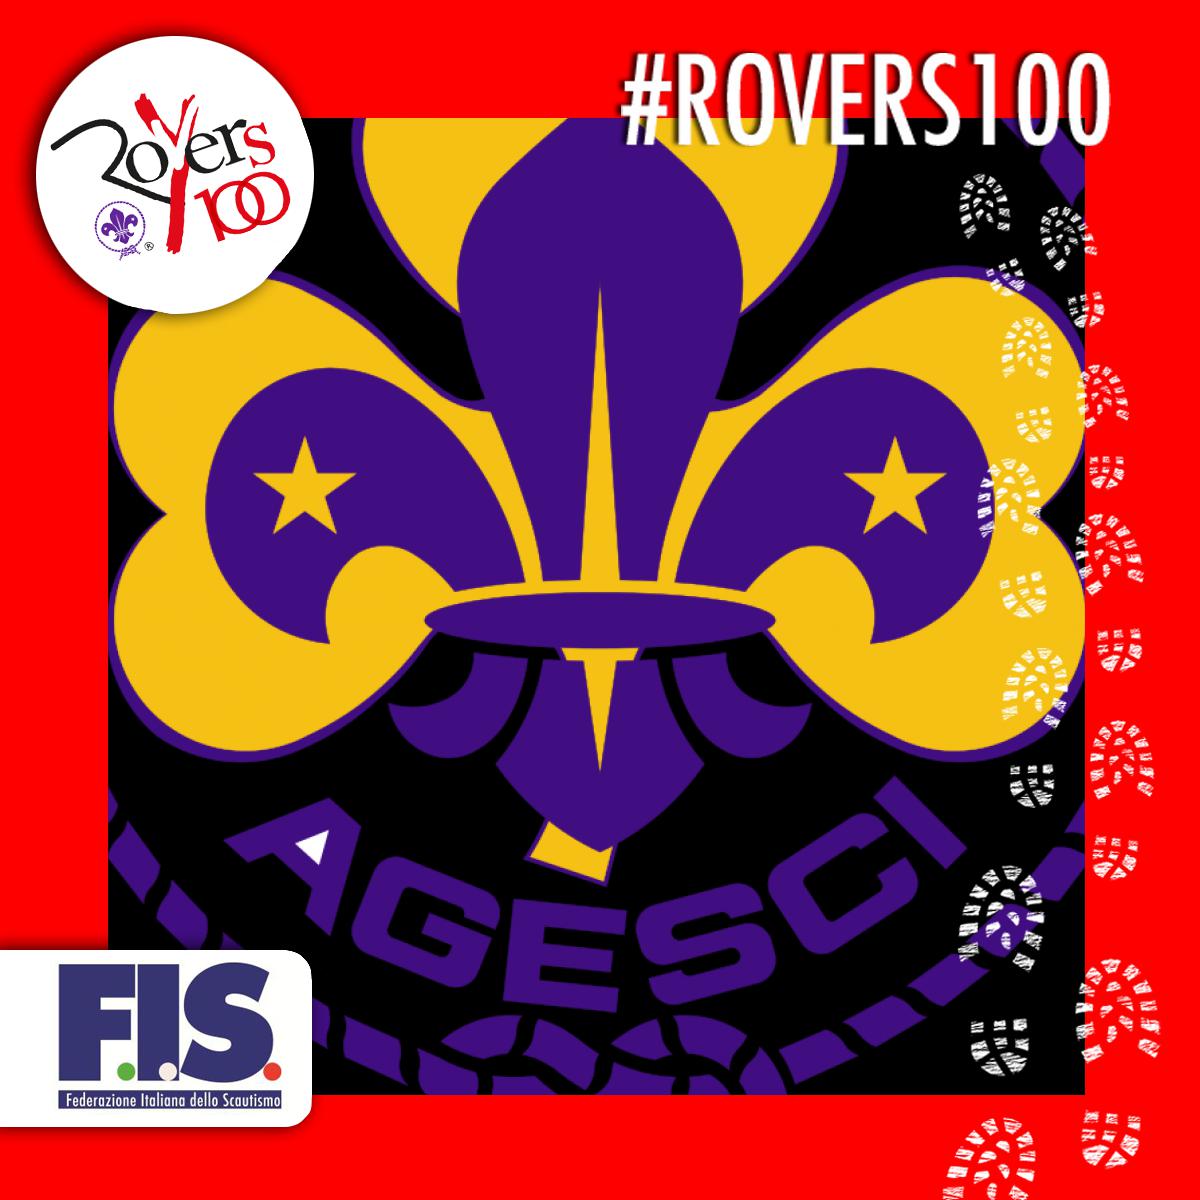 #ROVERS100
Rovers
100
®
AGESCI
F.I.S.
Federazione Italiana dello Scautismo